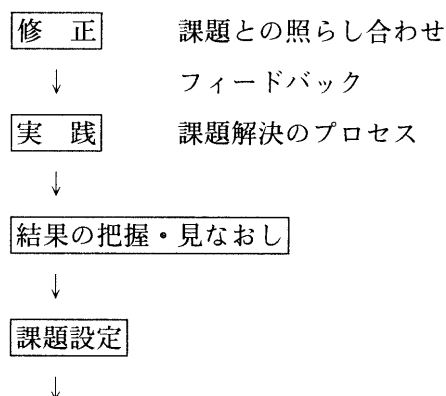 修　正　　課題との照らし合わせ
↓　　フィードバック
実　践　　課題解決のプロセス
↓
結果の把握・見なおし
↓
課題設定
↓